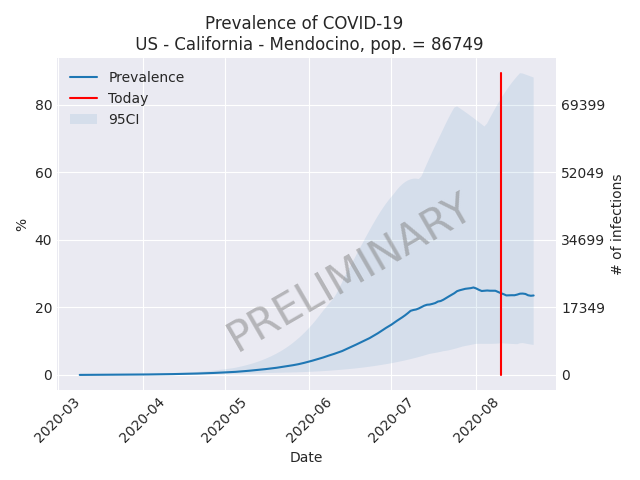 Prevalence of COVID-19
US - California - Mendocino, pop. = 86749
Prevalence
Today
95CI
80
60
40
20
0
%
69399
52049
34699
17349
0
# of infections
PRELIMINARY
2020-03
2020-04
2020-05
2020-06
2020-07
2020-08
Date